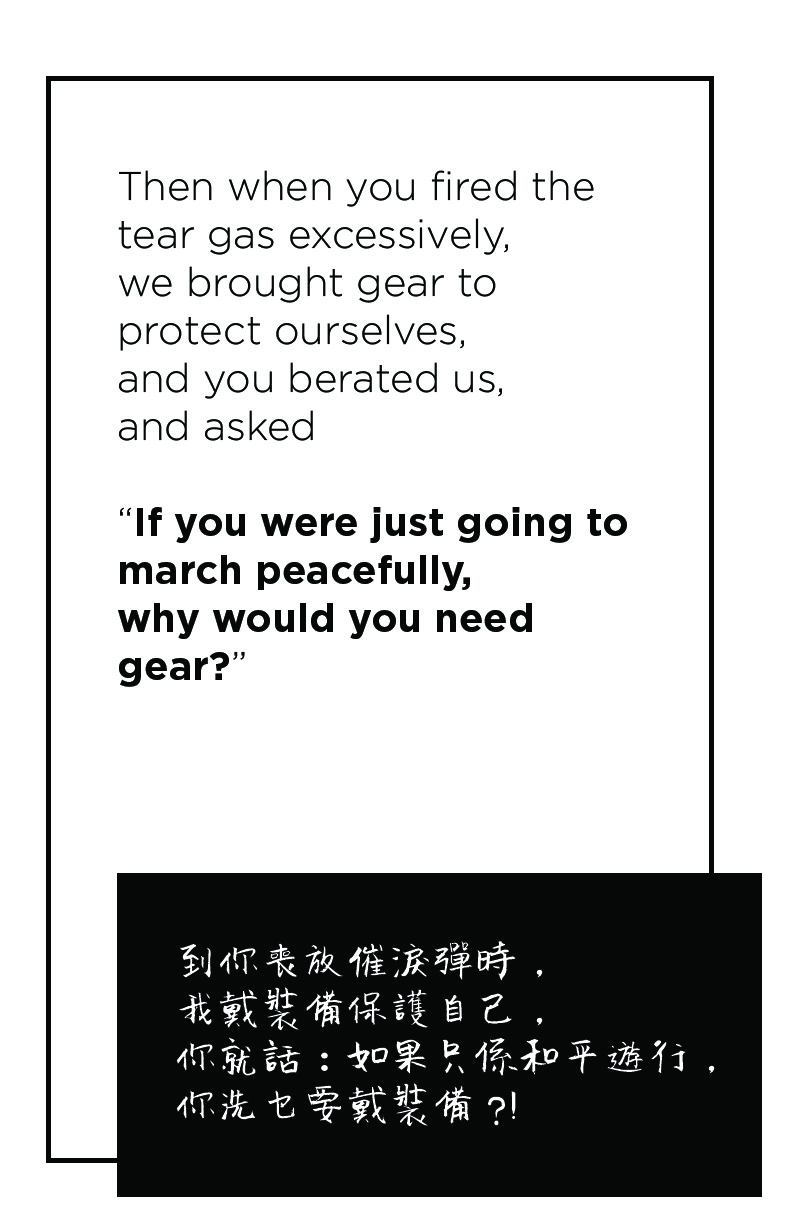 Then when you fired the
tear gas excessively,
we brought gear to
protect ourselves,
and you berated us,
and asked
“If you were just going to
march peacefully,
why would you need
gear?”
到你喪放催淚彈時，
我戴裝備保護自己，
你就話：如果只係和平遊行，
你洗乜要戴裝備?!